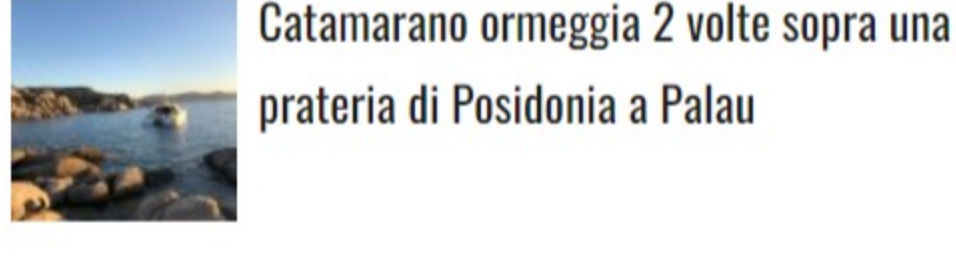 Catamarano ormeggia 2 volte sopra una
prateria di Posidonia a Palau